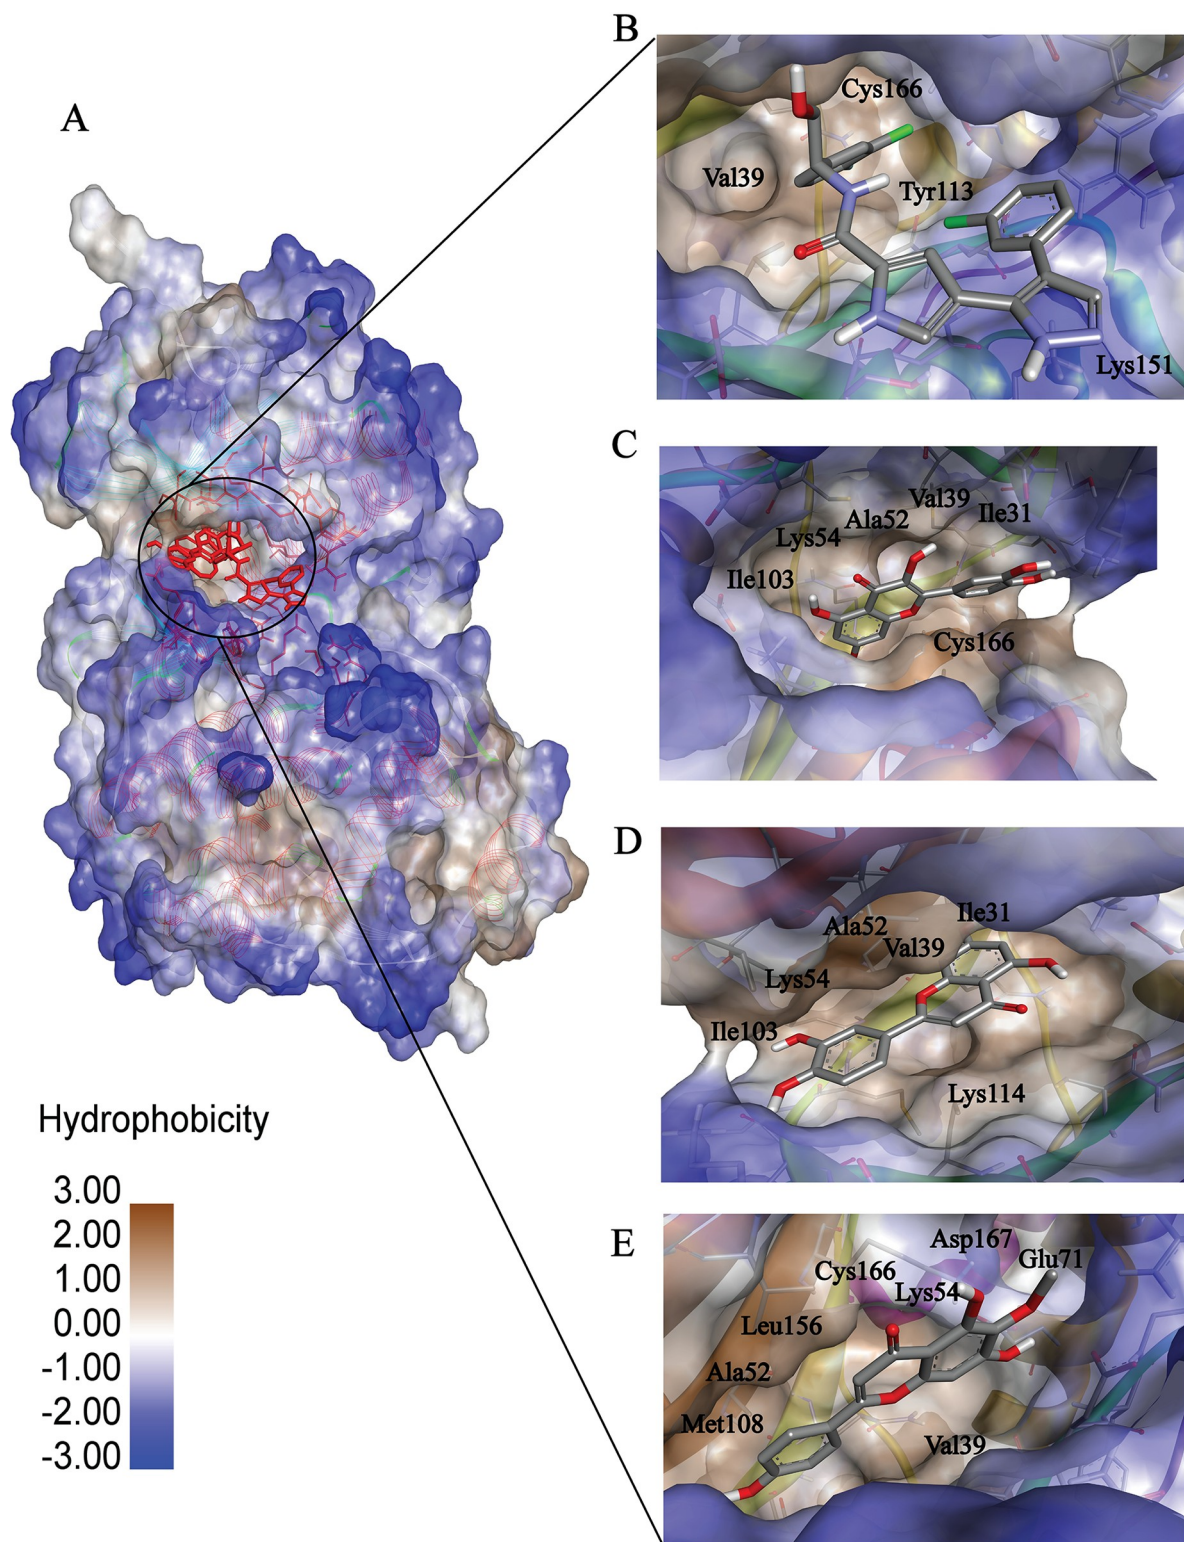 A
B
Cys166
Val39
Tyr113
Lys151
C
Val39
Ala52
Ile31
Lys54
Ile103
Cys166
D
Ile31
Ala52
Val39
Lys54
Ile103
Lys114
E
Asp167
Glu71
Cys166
Lys54
Leu156
Ala52
Met108
Val39
Hydrophobicity
3.00
2.00
1.00
0.00
-1.00
-2.00
-3.00